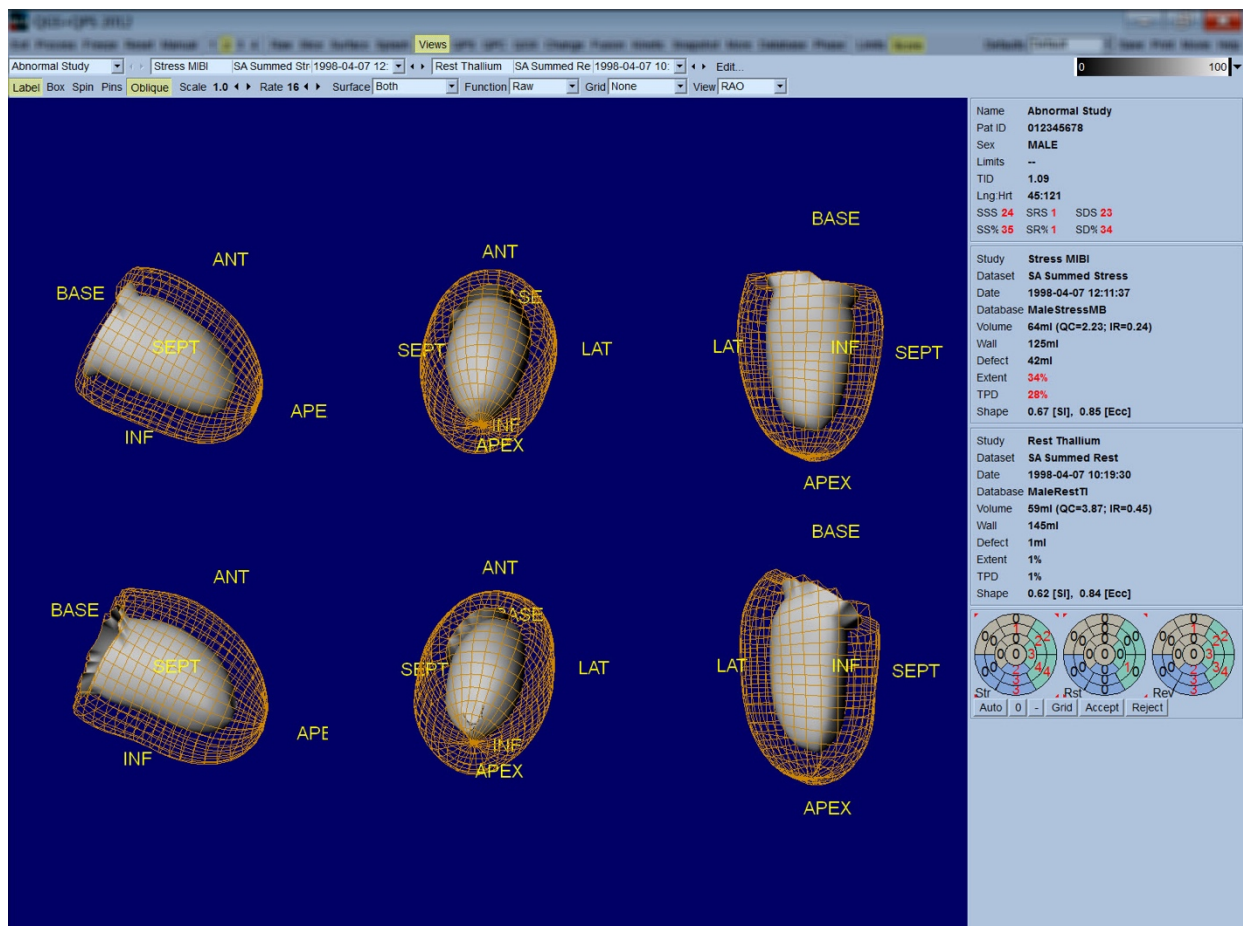 Views
Abnormal Study Stress MIBI SA Summed Str 1998-04-07 12: Rest Thallium SA Summed Re 1998-04-07 10: Edit... 0 100
Label Box Spin Pins Oblique Scale 1.0 Rate 16 Surface Both Function Raw Grid None View RAO
Name Abnormal Study
Pat ID 012345678
Sex MALE
Limits --
TID 1.09
Lng:Hrt 45:121
SSS 24 SRS 1 SDS 23
SS% 35 SR% 1 SD% 34
Study Stress MIBI
Dataset SA Summed Stress
Date 1998-04-07 12:11:37
Database MaleStressMB
Volume 64ml (QC=2.23; IR=0.24)
Wall 125ml
Defect 42ml
Extent 34%
TPD 28%
Shape 0.67 [SI], 0.85 [Ecc]
Study Rest Thallium
Dataset SA Summed Rest
Date 1998-04-07 10:19:30
Database MaleRestTl
Volume 59ml (QC=3.87; IR=0.45)
Wall 145ml
Defect 1ml
Extent 1%
TPD 1%
Shape 0.62 [SI], 0.84 [Ecc]
Str Rst Rev
Auto 0 - Grid Accept Reject
ANT
BASE
SEPT
APE
INF
ANT
SE
SEPT
LAT
INF
APEX
BASE
LAT
INF
SEPT
APEX
ANT
BASE
SEPT
APE
INF
ANT
BASE
SEPT
LAT
INF
APEX
BASE
LAT
INF
SEPT
APEX